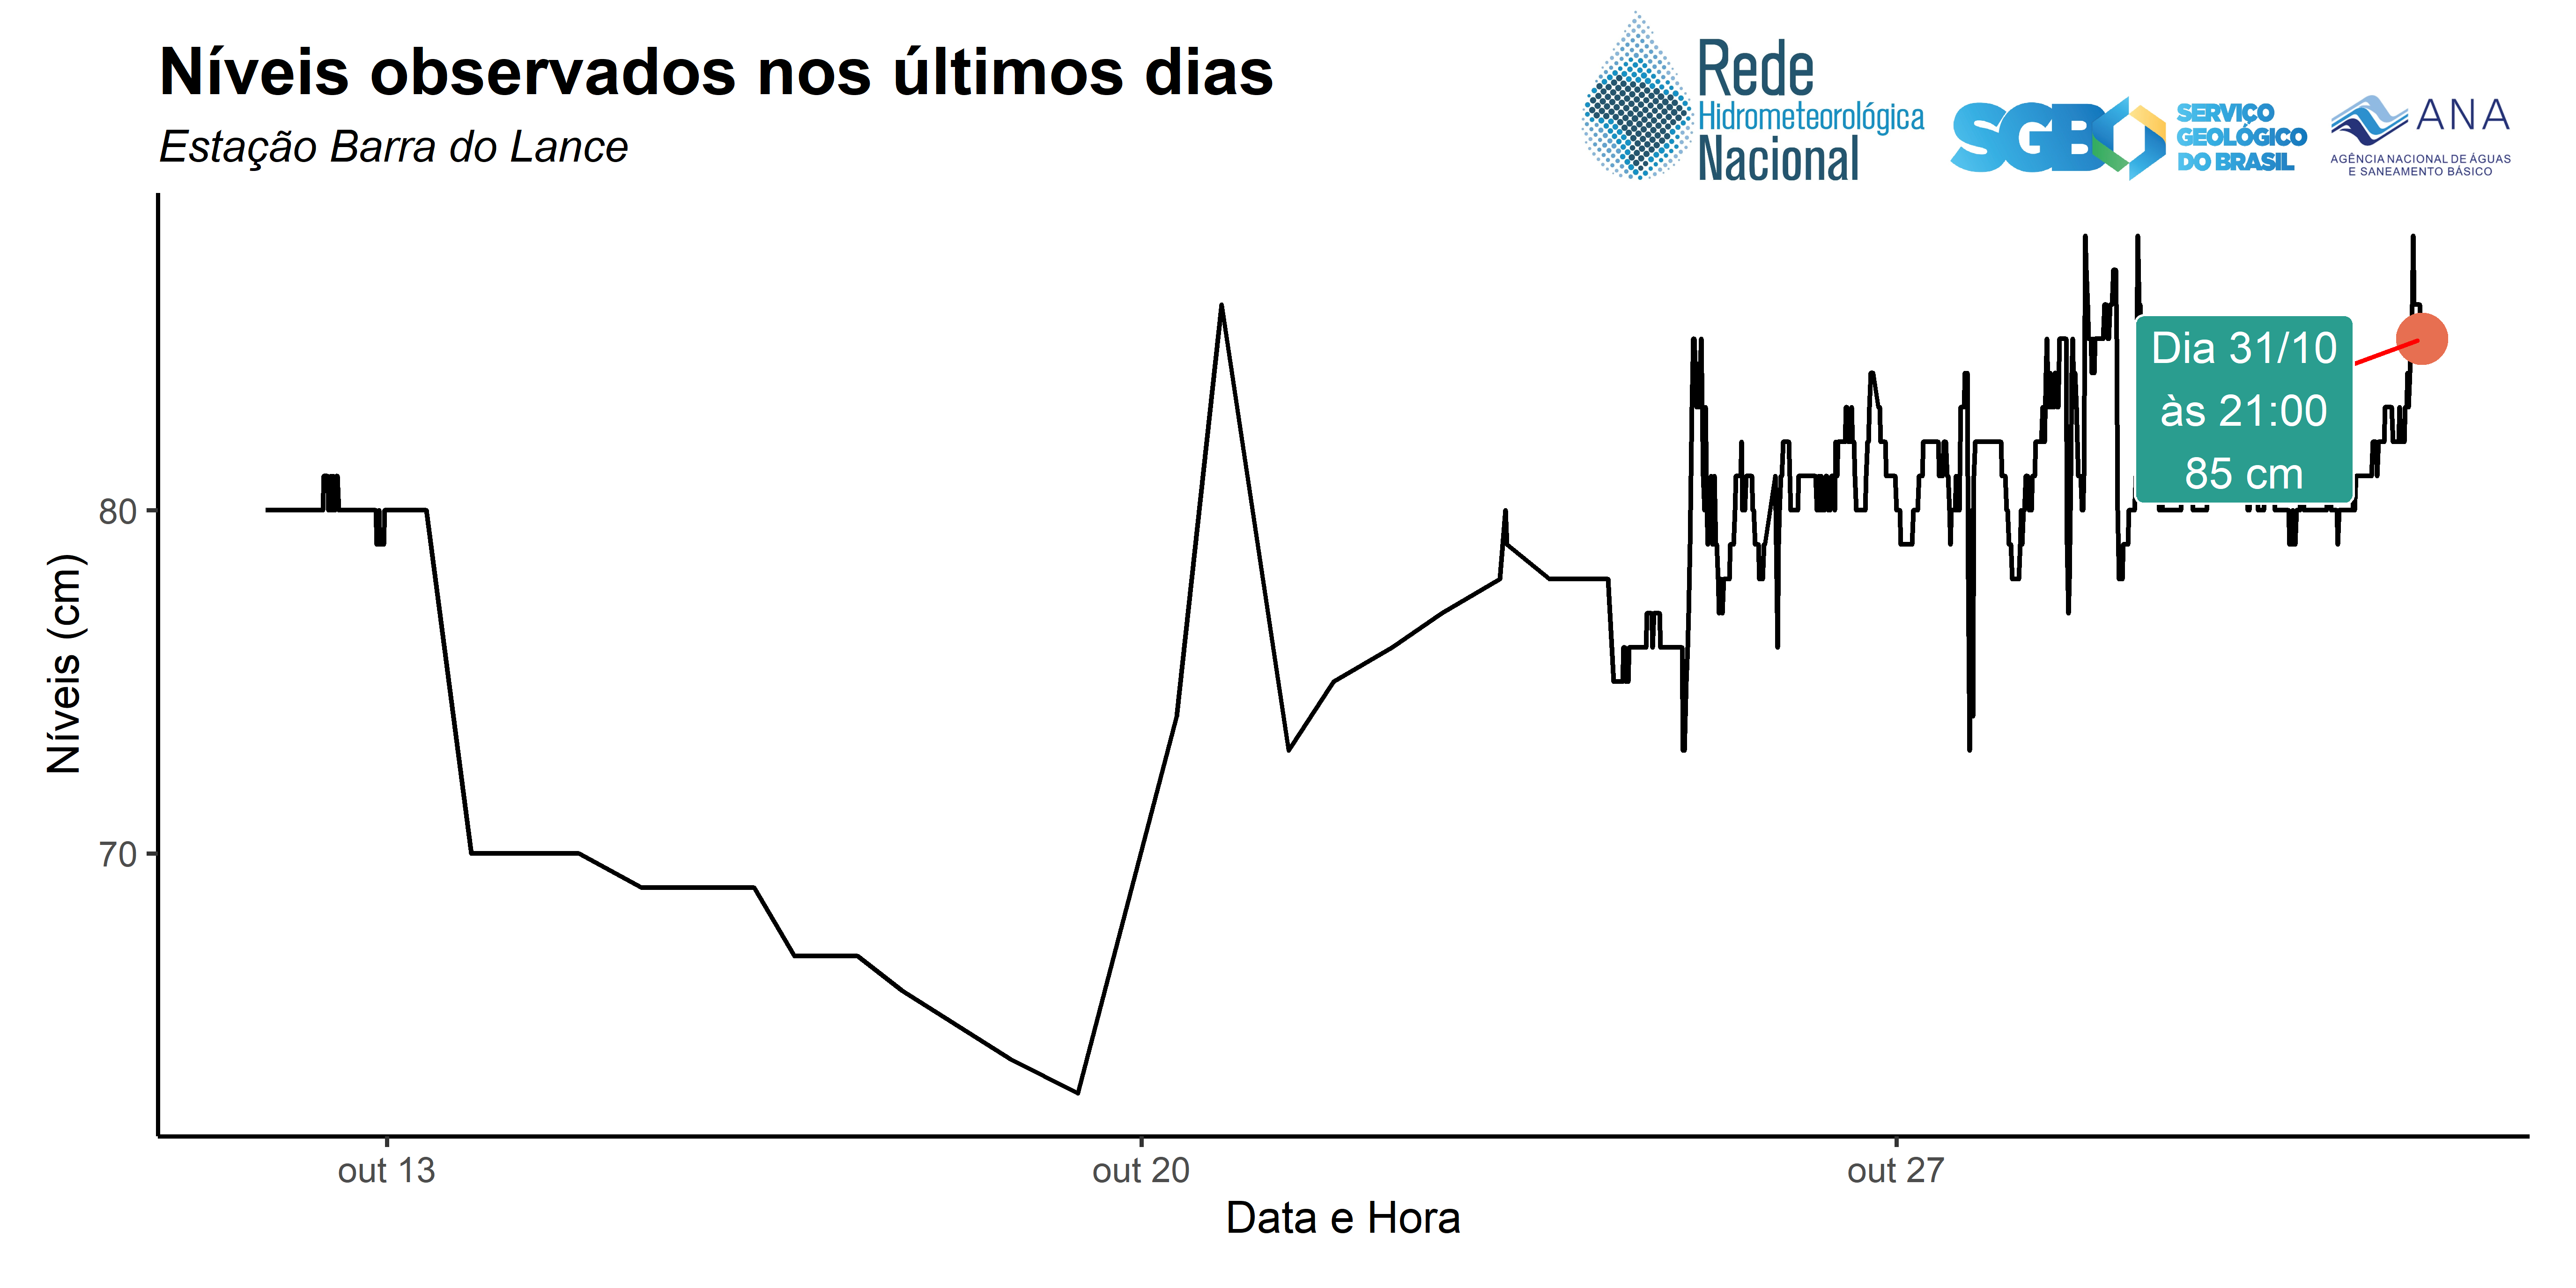 Níveis observados nos últimos dias
Estação Barra do Lance
Rede
Hidrometeorológica
Nacional
SGB
SERVIÇO
GEOLÓGICO
DO BRASIL
ANA
AGÊNCIA NACIONAL DE ÁGUAS
E SANEAMENTO BÁSICO
Dia 31/10
às 21:00
85 cm
80
70
Níveis (cm)
out 13
out 20
out 27
Data e Hora